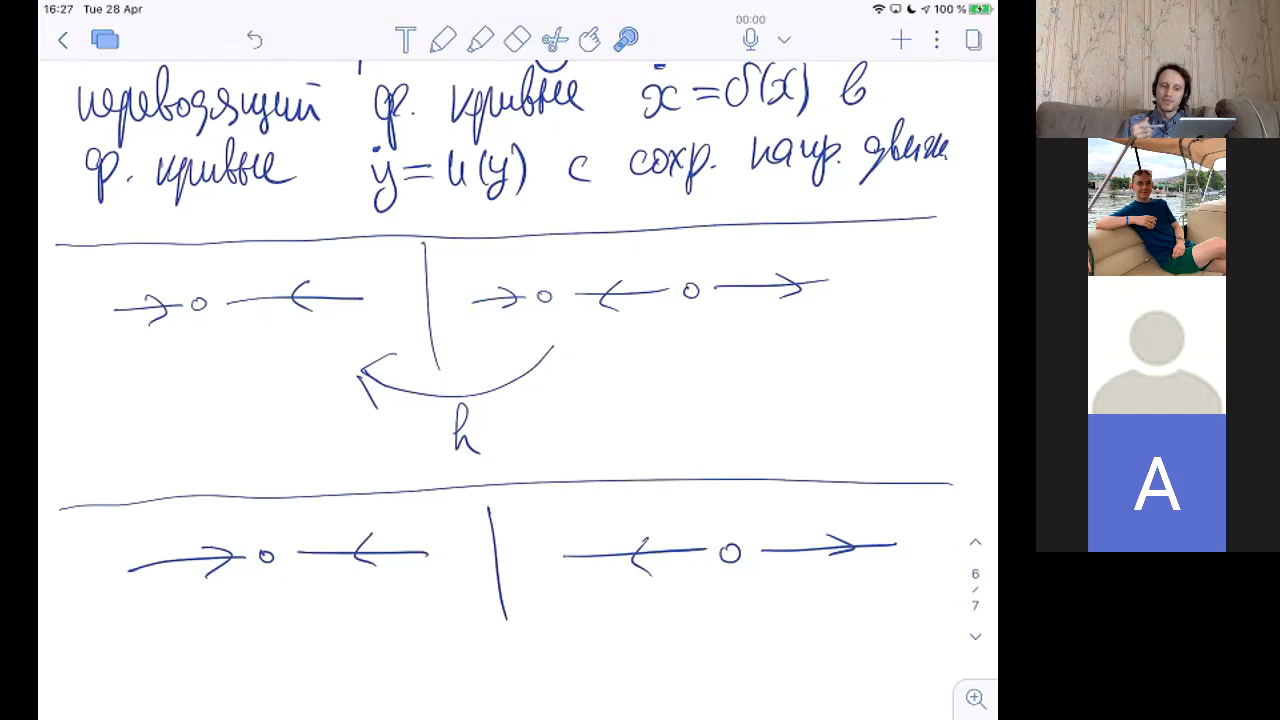 16:27 Tue 28 Apr
100 %
00:00
переводящий ф. кривые ẋ = v(x) в
ф. кривые ẏ = u(y) с сохр. напр. движ.
h
6
/
7
A